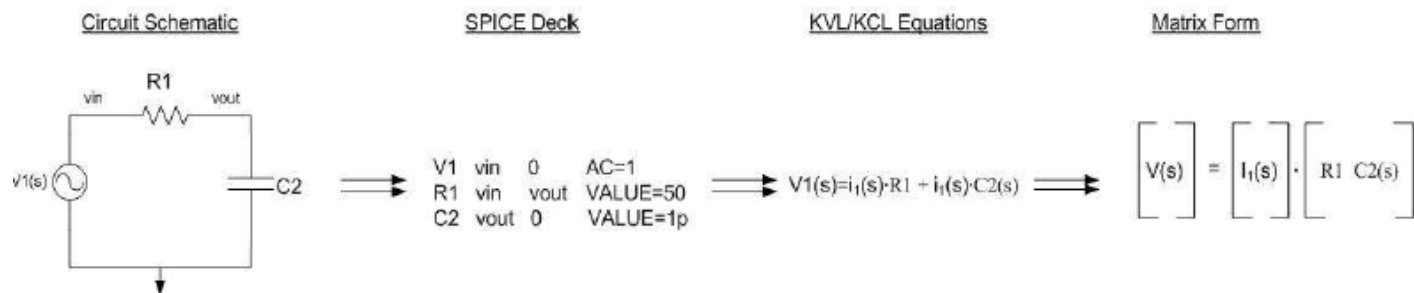 Circuit Schematic
SPICE Deck
KVL/KCL Equations
Matrix Form
R1
vin
vout
V1(s)
C2
V1 vin 0 AC=1
R1 vin vout VALUE=50
C2 vout 0 VALUE=1p
V1(s)=i₁(s)·R1 + i₁(s)·C2(s)
V(s) = I₁(s) · R1 C2(s)